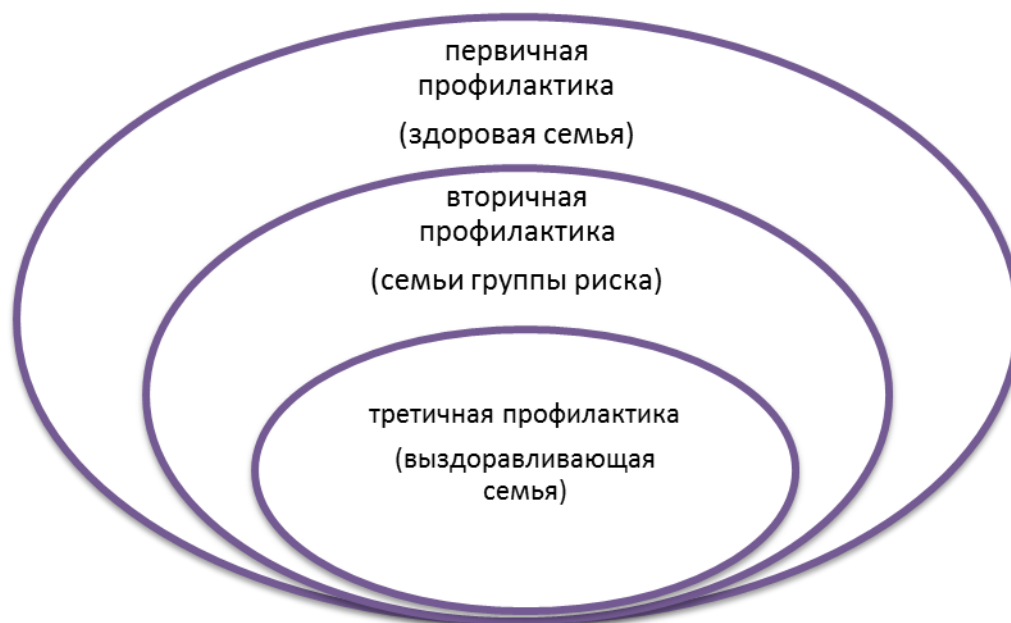 первичная
профилактика
(здоровая семья)
вторичная
профилактика
(семьи группы риска)
третичная профилактика
(выздоравливающая
семья)